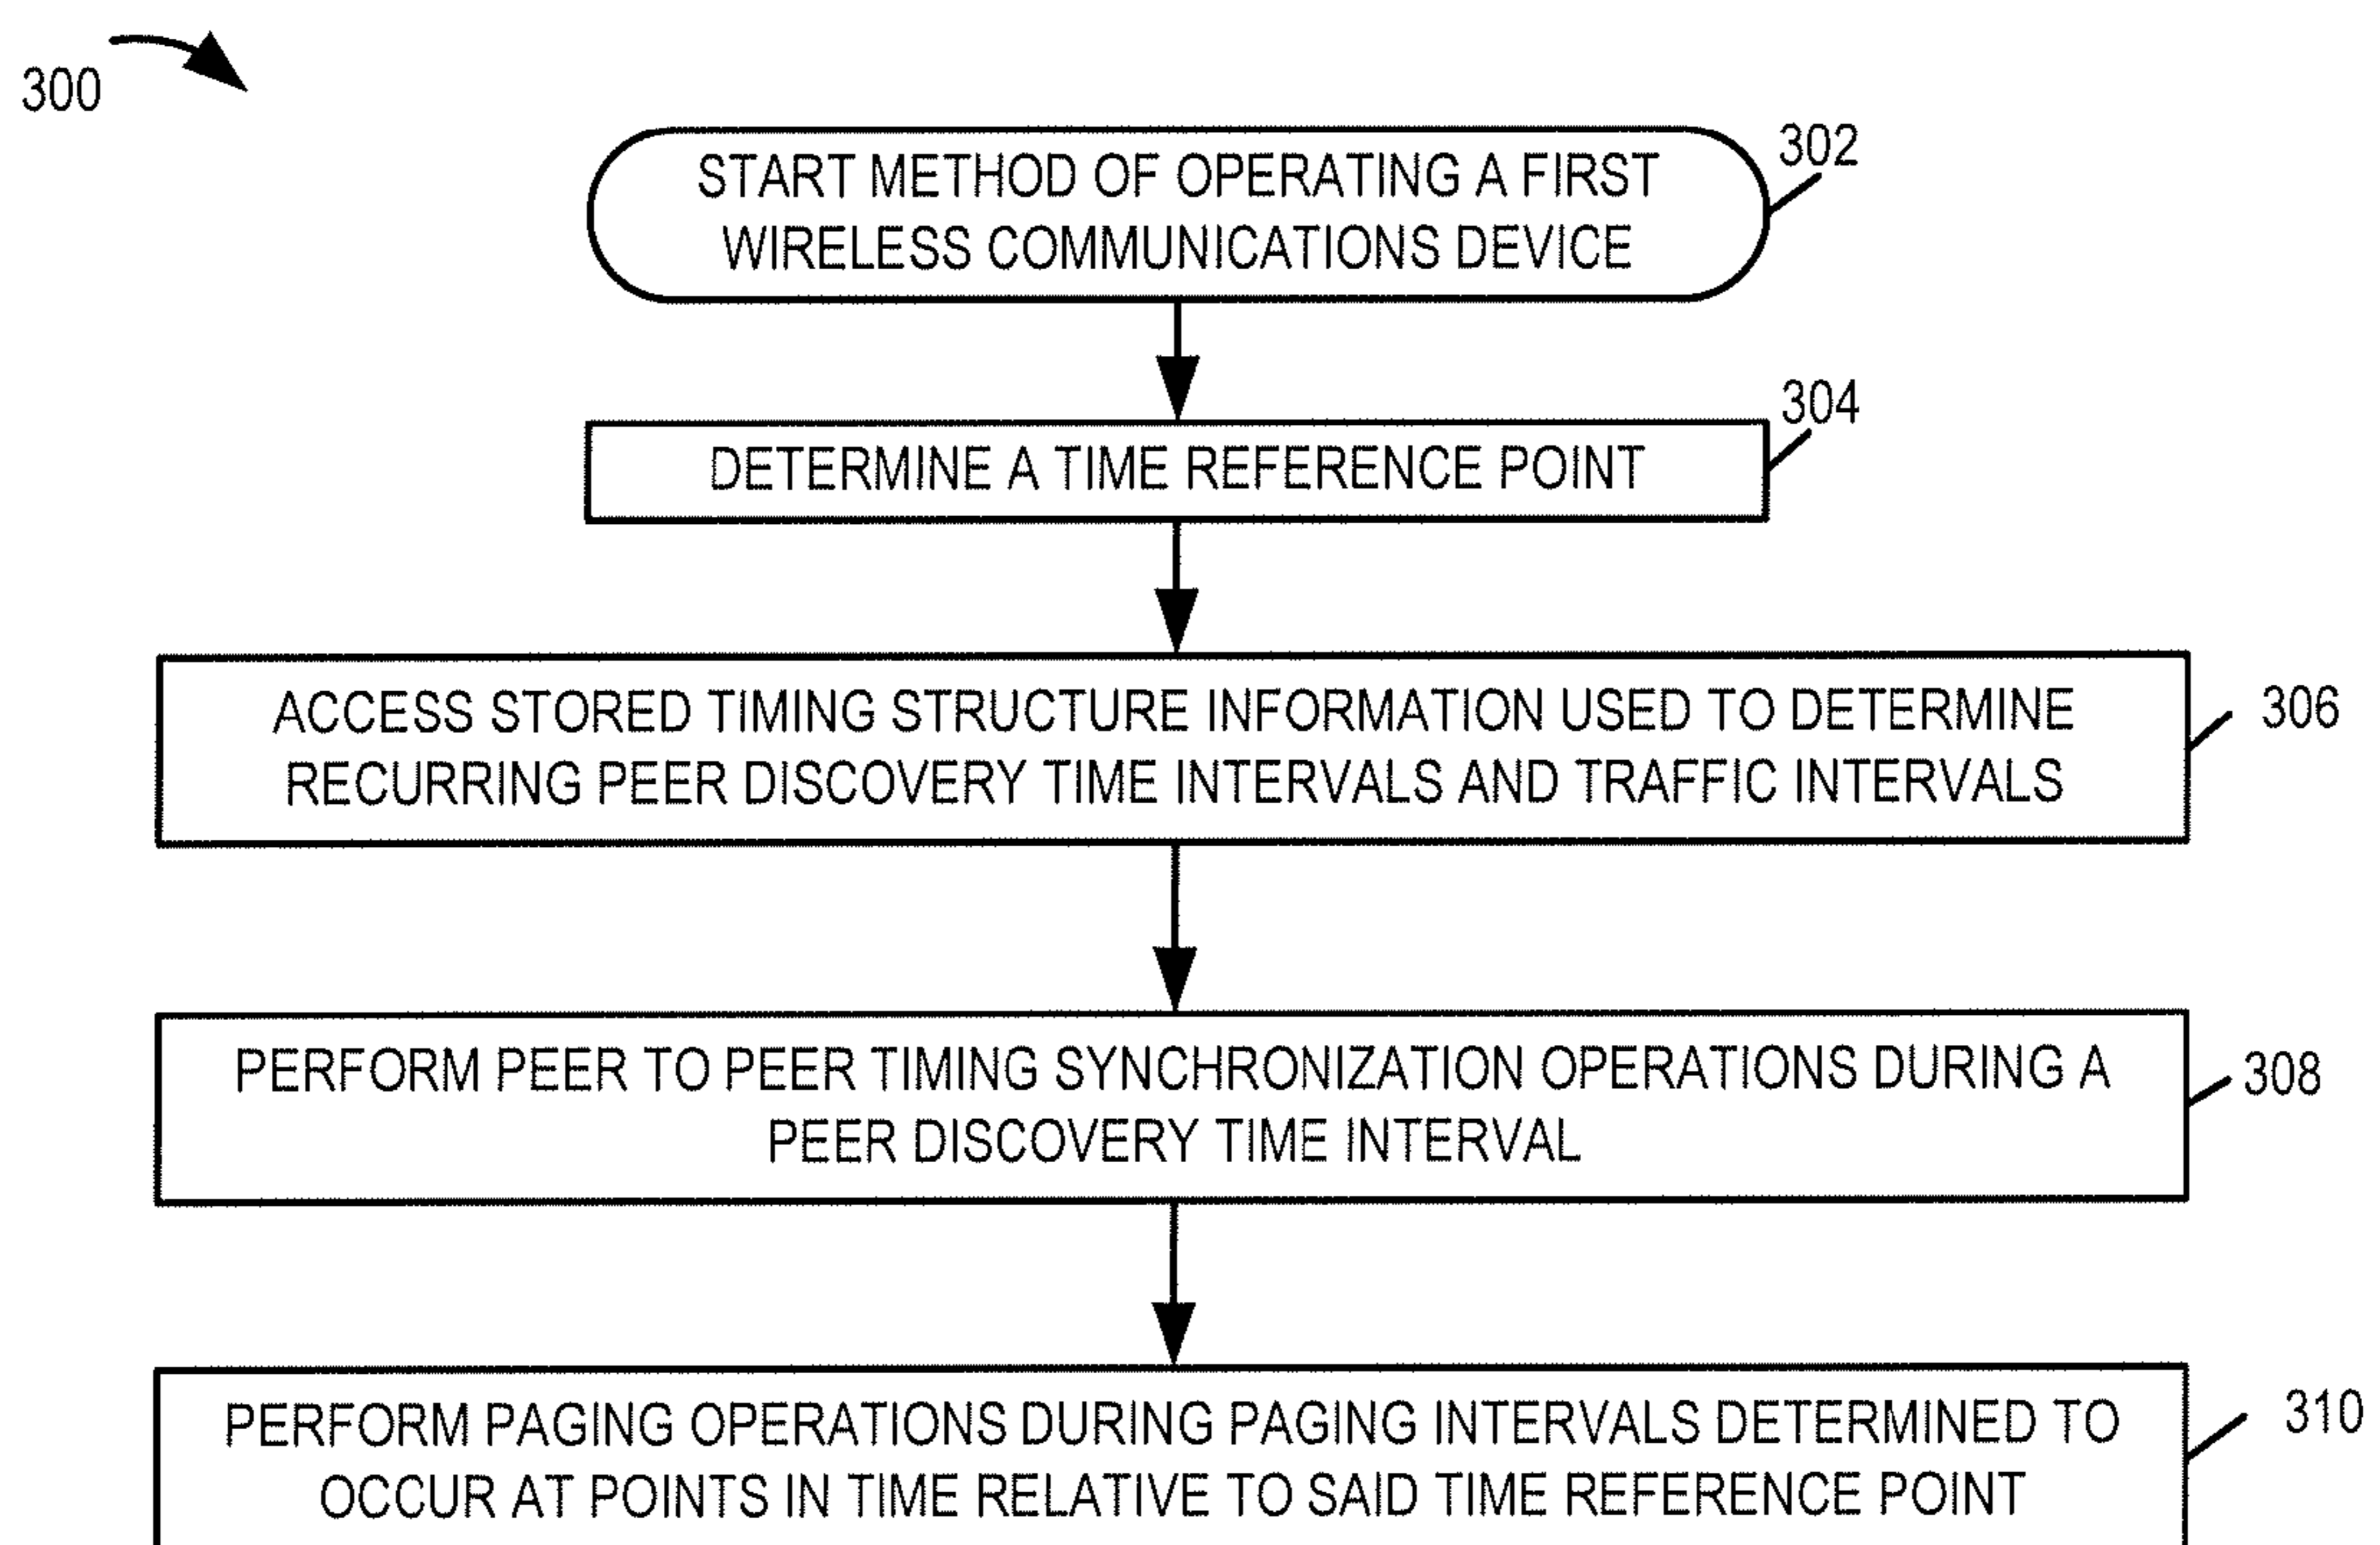 300
START METHOD OF OPERATING A FIRST
WIRELESS COMMUNICATIONS DEVICE
302
DETERMINE A TIME REFERENCE POINT
304
ACCESS STORED TIMING STRUCTURE INFORMATION USED TO DETERMINE
RECURRING PEER DISCOVERY TIME INTERVALS AND TRAFFIC INTERVALS
306
PERFORM PEER TO PEER TIMING SYNCHRONIZATION OPERATIONS DURING A
PEER DISCOVERY TIME INTERVAL
308
PERFORM PAGING OPERATIONS DURING PAGING INTERVALS DETERMINED TO
OCCUR AT POINTS IN TIME RELATIVE TO SAID TIME REFERENCE POINT
310